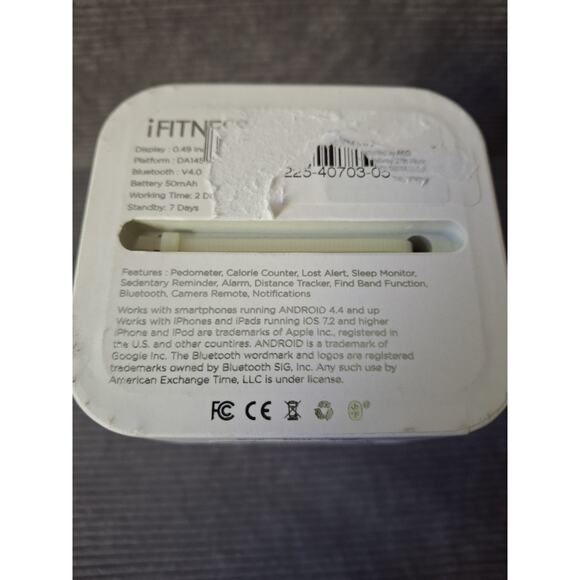 iFITNESS
Display : 0.49
Platform : DA145
Bluetooth : V4.0
Battery 50mAh
Working Time: 2
Standby: 7 Days
225-40703-05
Features : Pedometer, Calorie Counter, Lost Alert, Sleep Monitor,
Sedentary Reminder, Alarm, Distance Tracker, Find Band Function,
Bluetooth, Camera Remote, Notifications
Works with smartphones running ANDROID 4.4 and up
Works with iPhones and iPads running iOS 7.2 and higher
iPhone and iPod are trademarks of Apple Inc., registered in
the U.S. and other countires. ANDROID is a trademark of
Google Inc. The Bluetooth wordmark and logos are registered
trademarks owned by Bluetooth SIG, Inc. Any such use by
American Exchange Time, LLC is under license.
FC CE